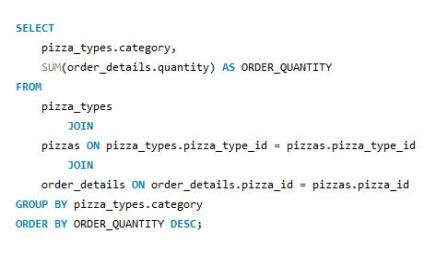 SELECT
    pizza_types.category,
    SUM(order_details.quantity) AS ORDER_QUANTITY
FROM
    pizza_types
        JOIN
    pizzas ON pizza_types.pizza_type_id = pizzas.pizza_type_id
        JOIN
    order_details ON order_details.pizza_id = pizzas.pizza_id
GROUP BY pizza_types.category
ORDER BY ORDER_QUANTITY DESC;